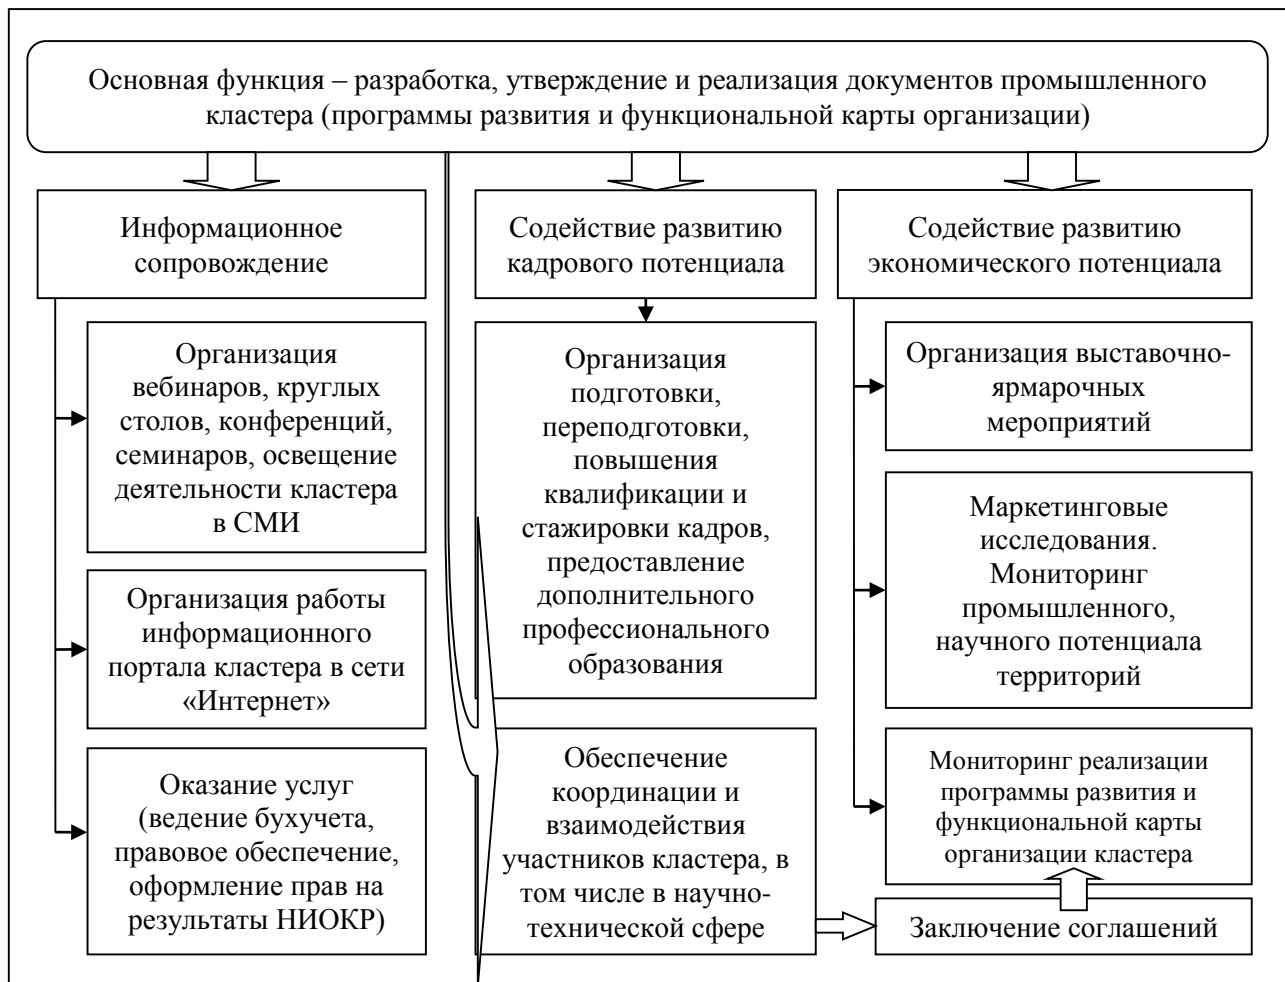 Основная функция – разработка, утверждение и реализация документов промышленного
кластера (программы развития и функциональной карты организации)
Информационное
сопровождение
Организация
вебинаров, круглых
столов, конференций,
семинаров, освещение
деятельности кластера
в СМИ
Организация работы
информационного
портала кластера в сети
«Интернет»
Оказание услуг
(ведение бухучета,
правовое обеспечение,
оформление прав на
результаты НИОКР)
Содействие развитию
кадрового потенциала
Организация
подготовки,
переподготовки,
повышения
квалификации и
стажировки кадров,
предоставление
дополнительного
профессионального
образования
Обеспечение
координации и
взаимодействия
участников кластера, в
том числе в научно-
технической сфере
Содействие развитию
экономического потенциала
Организация выставочно-
ярмарочных
мероприятий
Маркетинговые
исследования.
Мониторинг
промышленного,
научного потенциала
территорий
Мониторинг реализации
программы развития и
функциональной карты
организации кластера
Заключение соглашений